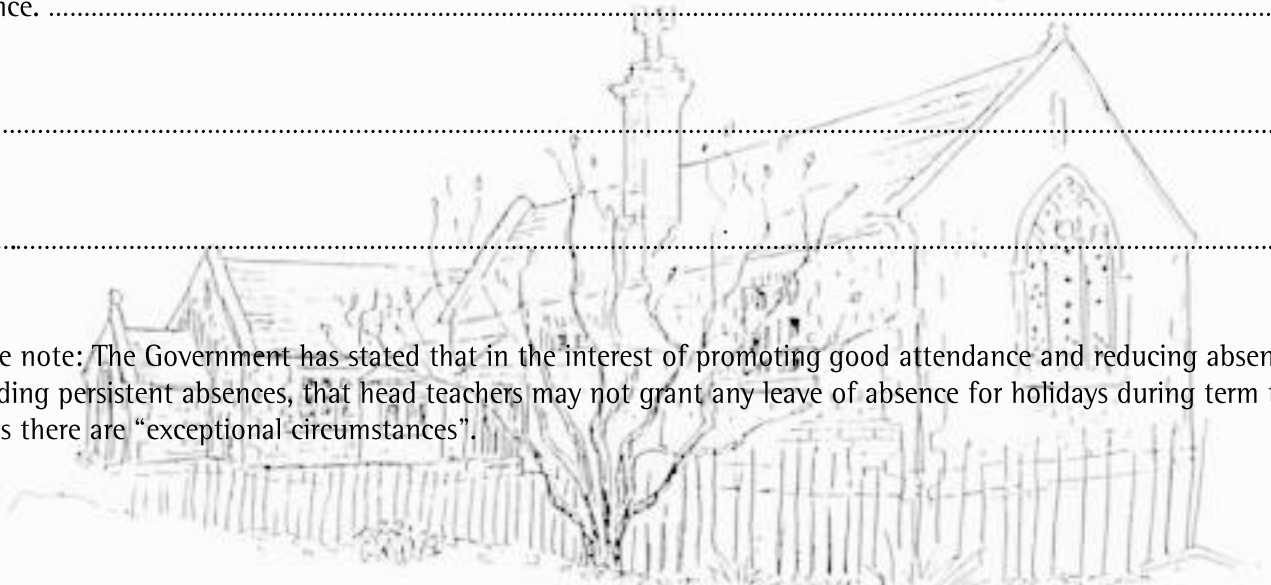 nce. ......................................................................................................
......................................................................................................
......................................................................................................
e note: The Government has stated that in the interest of promoting good attendance and reducing absen
ding persistent absences, that head teachers may not grant any leave of absence for holidays during term t
s there are “exceptional circumstances”.